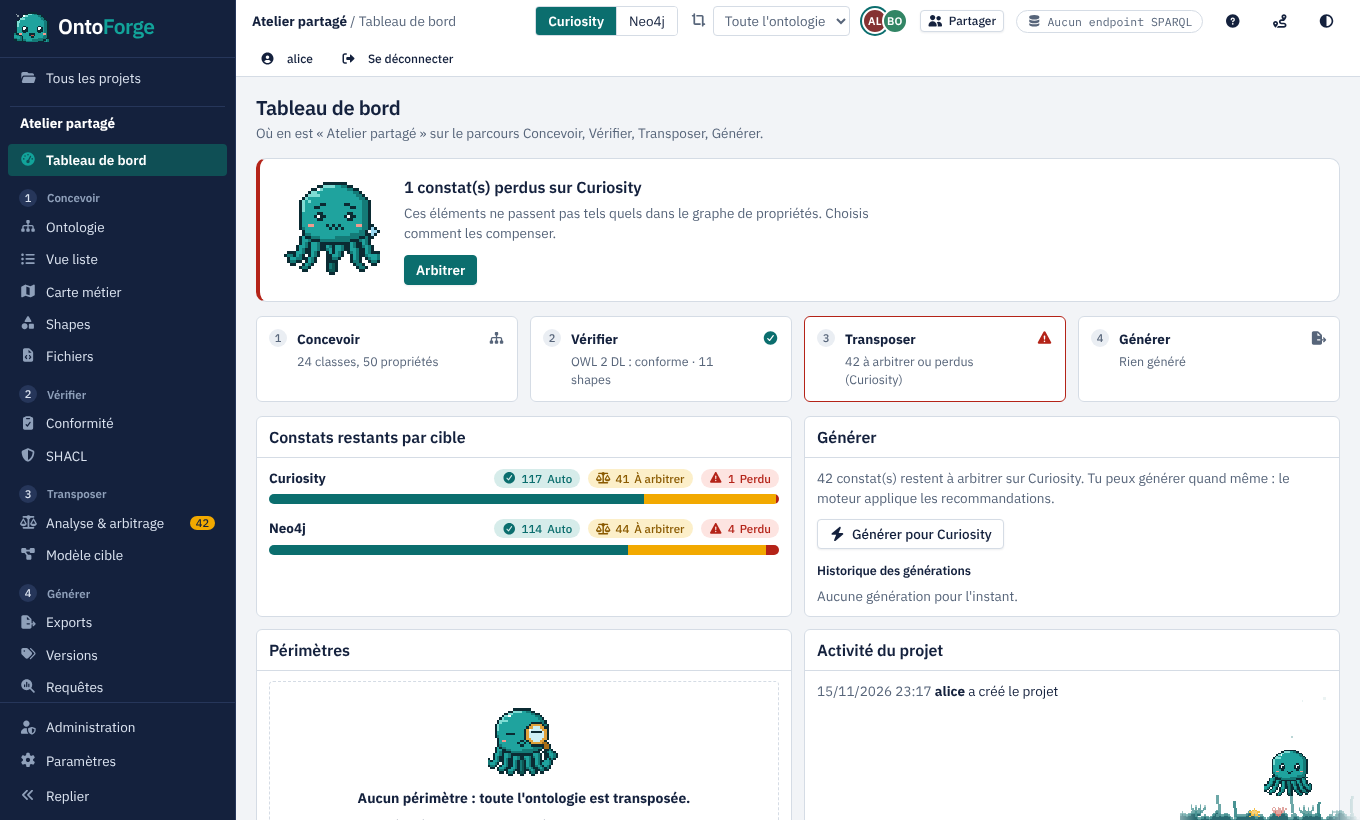 OntoForge
Tous les projets
Atelier partagé
Tableau de bord
1 Concevoir
Ontologie
Vue liste
Carte métier
Shapes
Fichiers
2 Vérifier
Conformité
SHACL
3 Transposer
Analyse & arbitrage 42
Modèle cible
4 Générer
Exports
Versions
Requêtes
Administration
Paramètres
Replier
Atelier partagé / Tableau de bord
Curiosity Neo4j
Toute l'ontologie
AL BO
Partager
Aucun endpoint SPARQL
alice
Se déconnecter
Tableau de bord
Où en est « Atelier partagé » sur le parcours Concevoir, Vérifier, Transposer, Générer.
1 constat(s) perdus sur Curiosity
Ces éléments ne passent pas tels quels dans le graphe de propriétés. Choisis
comment les compenser.
Arbitrer
1 Concevoir
24 classes, 50 propriétés
2 Vérifier
OWL 2 DL : conforme · 11
shapes
3 Transposer
42 à arbitrer ou perdus
(Curiosity)
4 Générer
Rien généré
Constats restants par cible
Curiosity 117 Auto 41 À arbitrer 1 Perdu
Neo4j 114 Auto 44 À arbitrer 4 Perdu
Générer
42 constat(s) restent à arbitrer sur Curiosity. Tu peux générer quand même : le
moteur applique les recommandations.
Générer pour Curiosity
Historique des générations
Aucune génération pour l'instant.
Périmètres
Aucun périmètre : toute l'ontologie est transposée.
Activité du projet
15/11/2026 23:17 alice a créé le projet